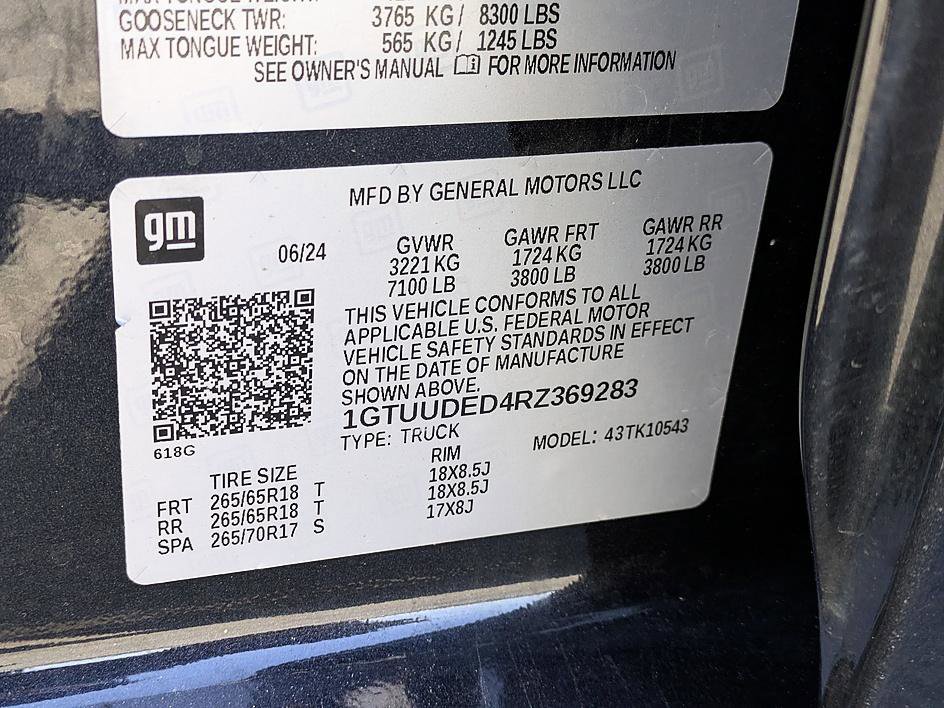 GOOSENECK TWR: 3765 KG / 8300 LBS
MAX TONGUE WEIGHT: 565 KG / 1245 LBS
SEE OWNER'S MANUAL FOR MORE INFORMATION
gm
MFD BY GENERAL MOTORS LLC
06/24 GVWR GAWR FRT GAWR RR
3221 KG 1724 KG 1724 KG
7100 LB 3800 LB 3800 LB
THIS VEHICLE CONFORMS TO ALL
APPLICABLE U.S. FEDERAL MOTOR
VEHICLE SAFETY STANDARDS IN EFFECT
ON THE DATE OF MANUFACTURE
SHOWN ABOVE.
1GTUUDED4RZ369283
618G
TYPE: TRUCK MODEL: 43TK10543
TIRE SIZE RIM
FRT 265/65R18 T 18X8.5J
RR 265/65R18 T 18X8.5J
SPA 265/70R17 S 17X8J